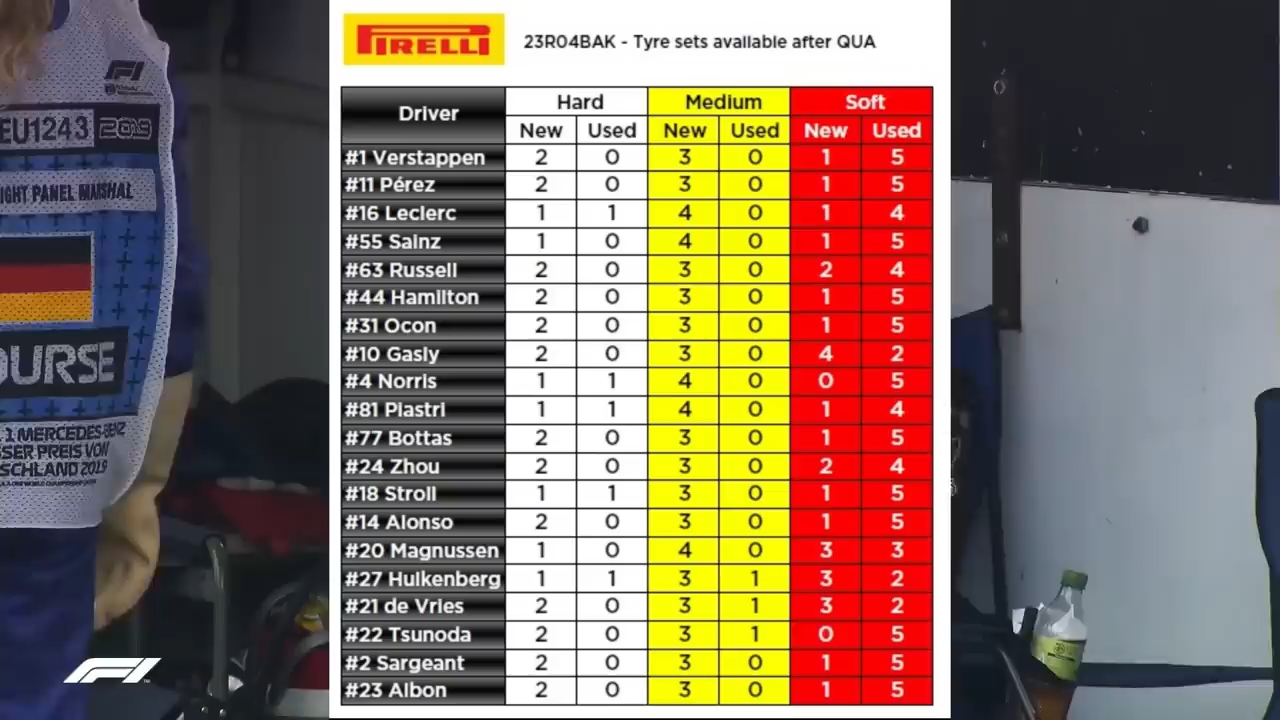 PIRELLI
23R04BAK - Tyre sets available after QUA
Driver Hard Medium Soft
New Used New Used New Used
#1 Verstappen 2 0 3 0 1 5
#11 Pérez 2 0 3 0 1 5
#16 Leclerc 1 1 4 0 1 4
#55 Sainz 1 0 4 0 1 5
#63 Russell 2 0 3 0 2 4
#44 Hamilton 2 0 3 0 1 5
#31 Ocon 2 0 3 0 1 5
#10 Gasly 2 0 3 0 4 2
#4 Norris 1 1 4 0 0 5
#81 Piastri 1 1 4 0 1 4
#77 Bottas 2 0 3 0 1 5
#24 Zhou 2 0 3 0 2 4
#18 Stroll 1 1 3 0 1 5
#14 Alonso 2 0 3 0 1 5
#20 Magnussen 1 0 4 0 3 3
#27 Hulkenberg 1 1 3 1 3 2
#21 de Vries 2 0 3 1 3 2
#22 Tsunoda 2 0 3 1 0 5
#2 Sargeant 2 0 3 0 1 5
#23 Albon 2 0 3 0 1 5
F1
EU1243 2019
IGHT PANEL MARSHAL
OURSE
1 MERCEDES-BENZ
SSER PREIS VON
TSCHLAND 2019
F1